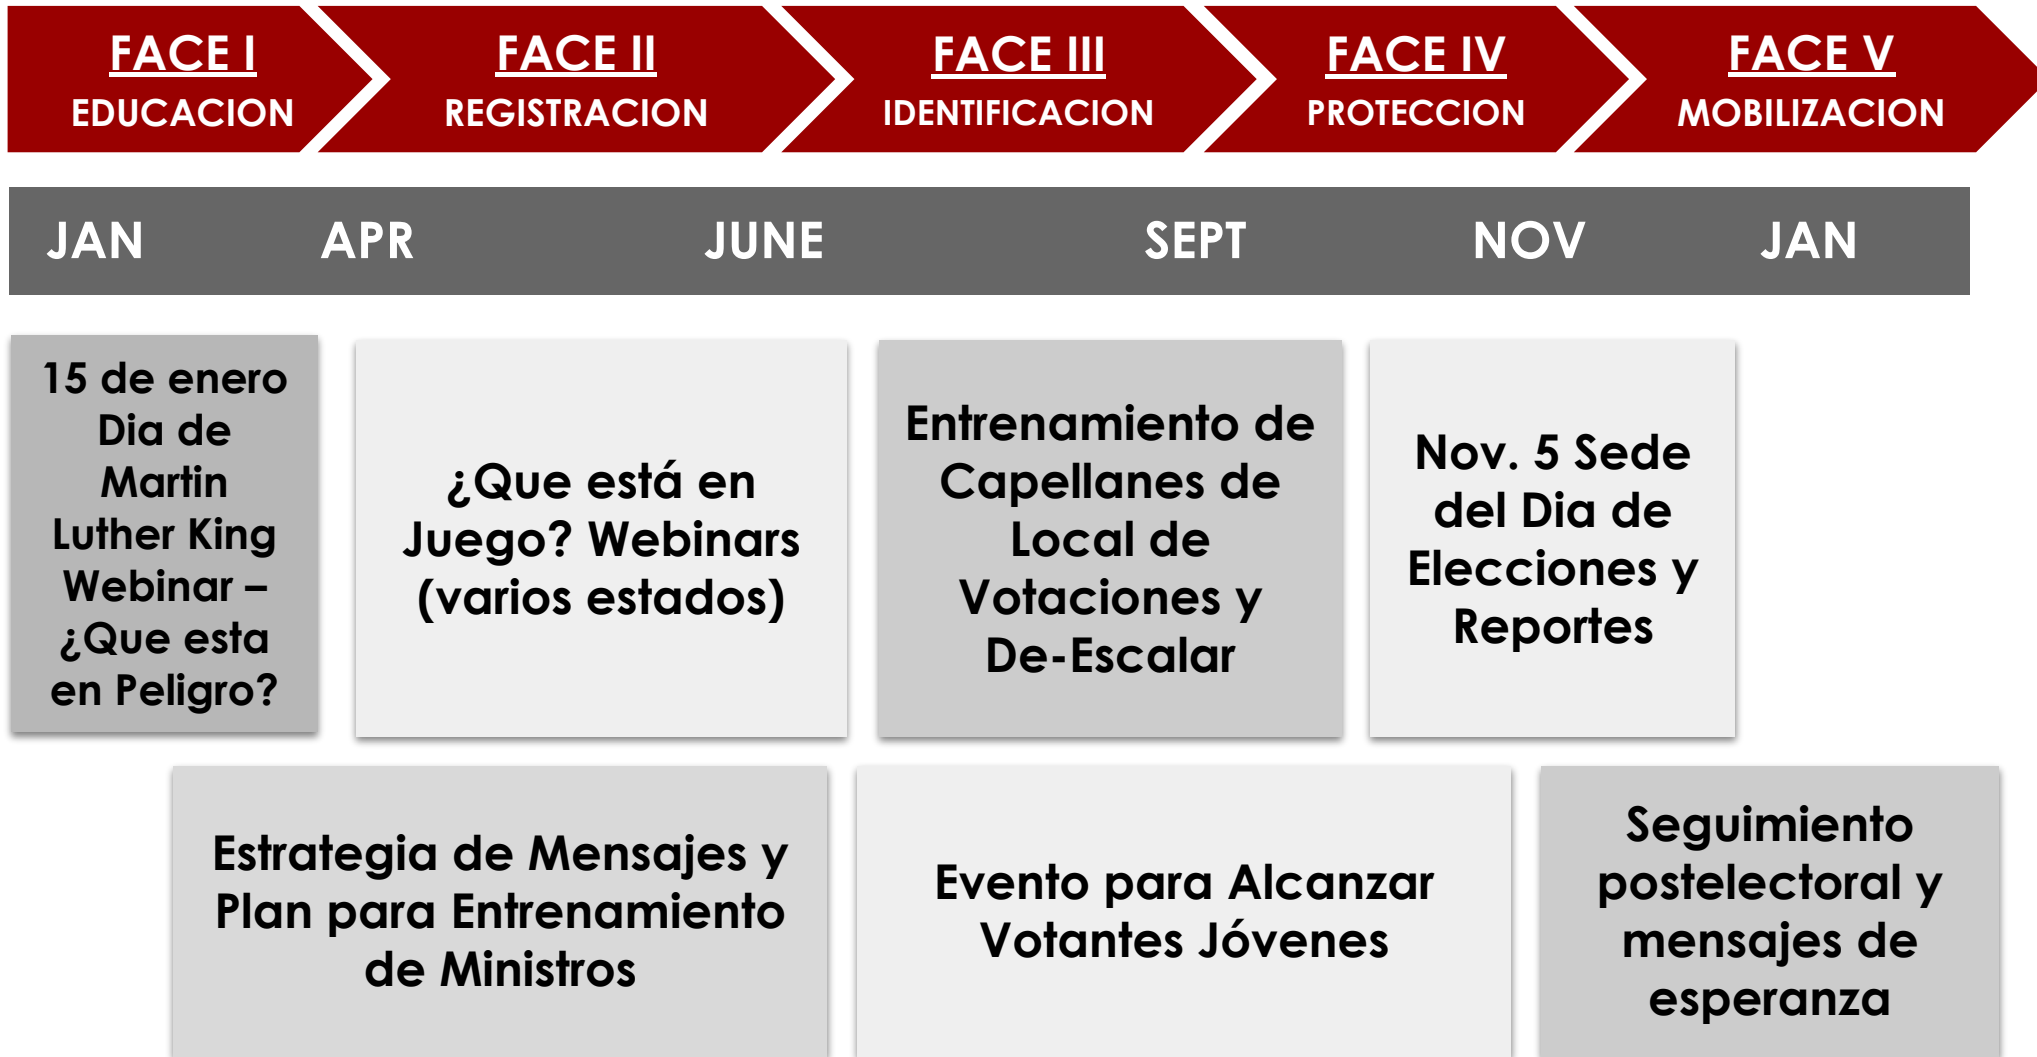 FACE I
EDUCACION
FACE II
REGISTRACION
FACE III
IDENTIFICACION
FACE IV
PROTECCION
FACE V
MOBILIZACION
JAN APR JUNE SEPT NOV JAN
15 de enero
Dia de
Martin
Luther King
Webinar –
¿Que esta
en Peligro?
¿Que está en
Juego? Webinars
(varios estados)
Entrenamiento de
Capellanes de
Local de
Votaciones y
De-Escalar
Nov. 5 Sede
del Dia de
Elecciones y
Reportes
Estrategia de Mensajes y
Plan para Entrenamiento
de Ministros
Evento para Alcanzar
Votantes Jóvenes
Seguimiento
postelectoral y
mensajes de
esperanza